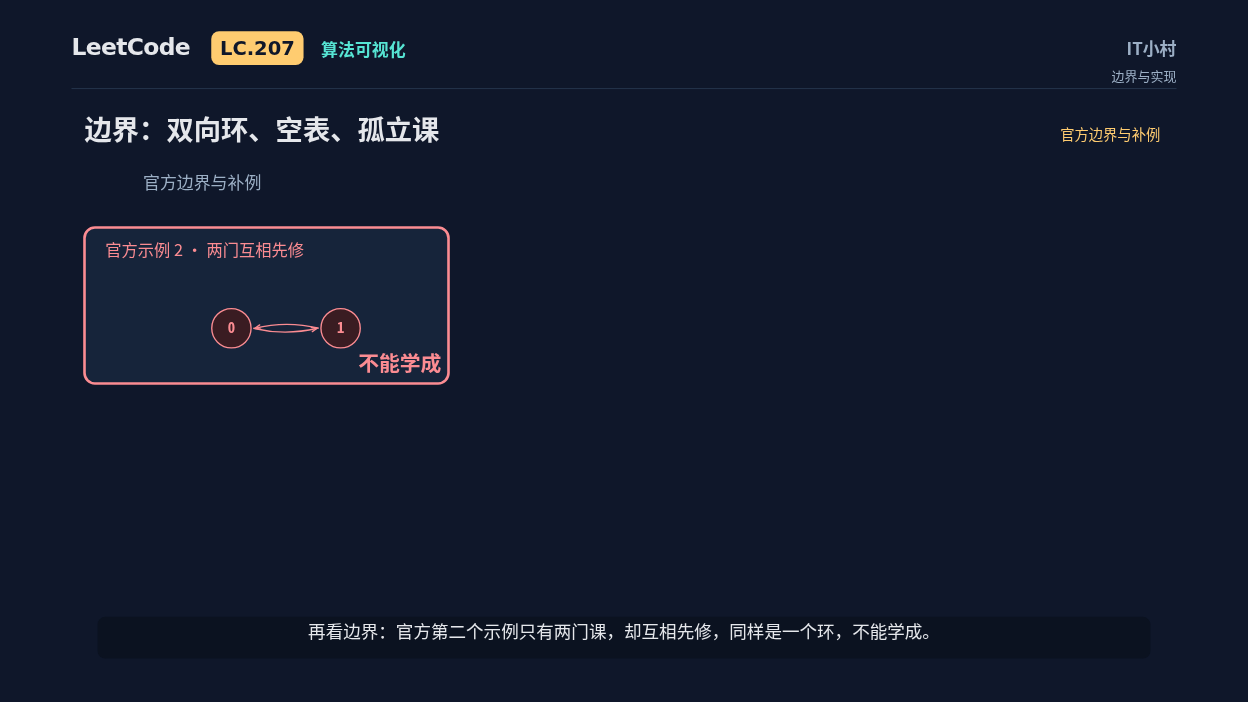 LeetCode LC.207 算法可视化
IT小村
边界与实现
边界：双向环、空表、孤立课
官方边界与补例
官方边界与补例
官方示例 2 · 两门互相先修
0 1
不能学成
再看边界：官方第二个示例只有两门课，却互相先修，同样是一个环，不能学成。